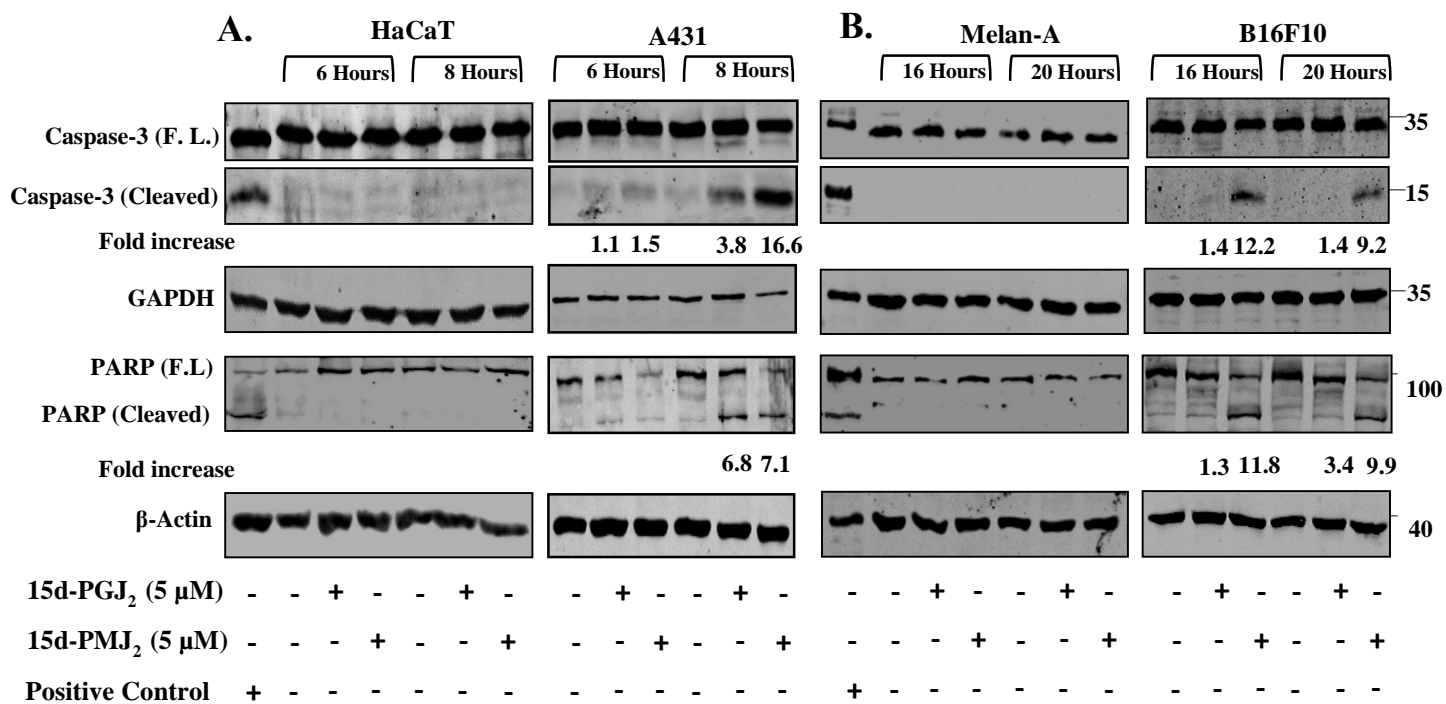 A. HaCaT A431 B. Melan-A B16F10
6 Hours 8 Hours 6 Hours 8 Hours 16 Hours 20 Hours 16 Hours 20 Hours
Caspase-3 (F. L.) 35
Caspase-3 (Cleaved) 15
Fold increase 1.1 1.5 3.8 16.6 1.4 12.2 1.4 9.2
GAPDH 35
PARP (F.L) 100
PARP (Cleaved)
Fold increase 6.8 7.1 1.3 11.8 3.4 9.9
β-Actin 40
15d-PGJ₂ (5 µM) - - + - - + - - + - - + - - - + - - + - - + - - + -
15d-PMJ₂ (5 µM) - - - + - - + - - + - - + - - - + - - + - - + - - +
Positive Control + - - - - - - - - - - - - + - - - - - - - - - - - -